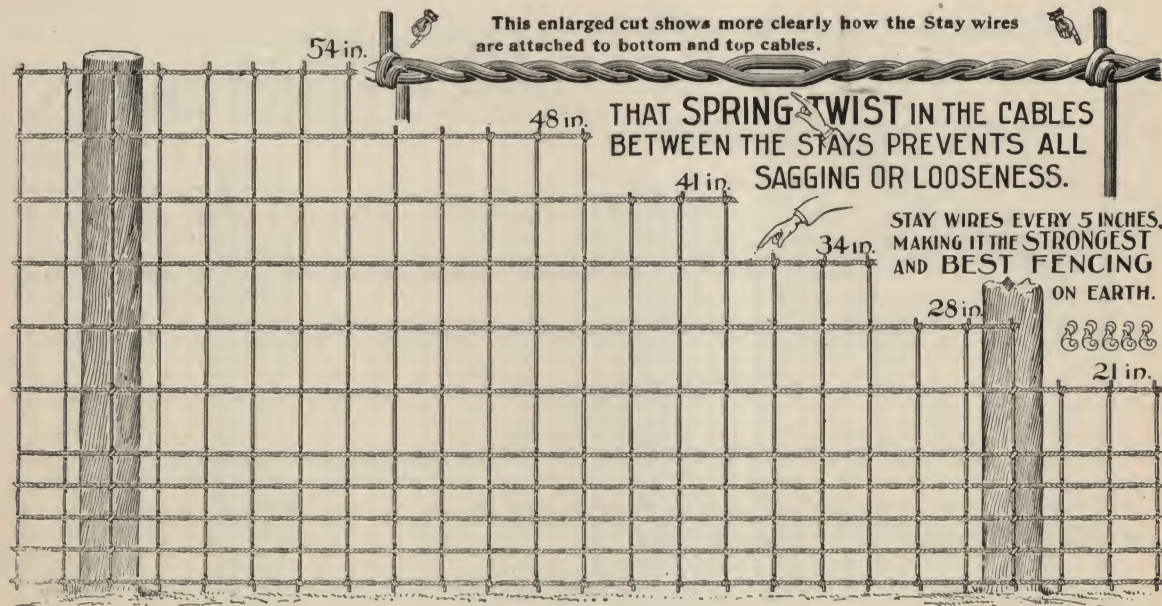 This enlarged cut shows more clearly how the Stay wires
are attached to bottom and top cables.
54 in.
48 in.
THAT SPRING TWIST IN THE CABLES
BETWEEN THE STAYS PREVENTS ALL
SAGGING OR LOOSENESS.
41 in.
34 in.
STAY WIRES EVERY 5 INCHES,
MAKING IT THE STRONGEST
AND BEST FENCING
ON EARTH.
28 in.
21 in.